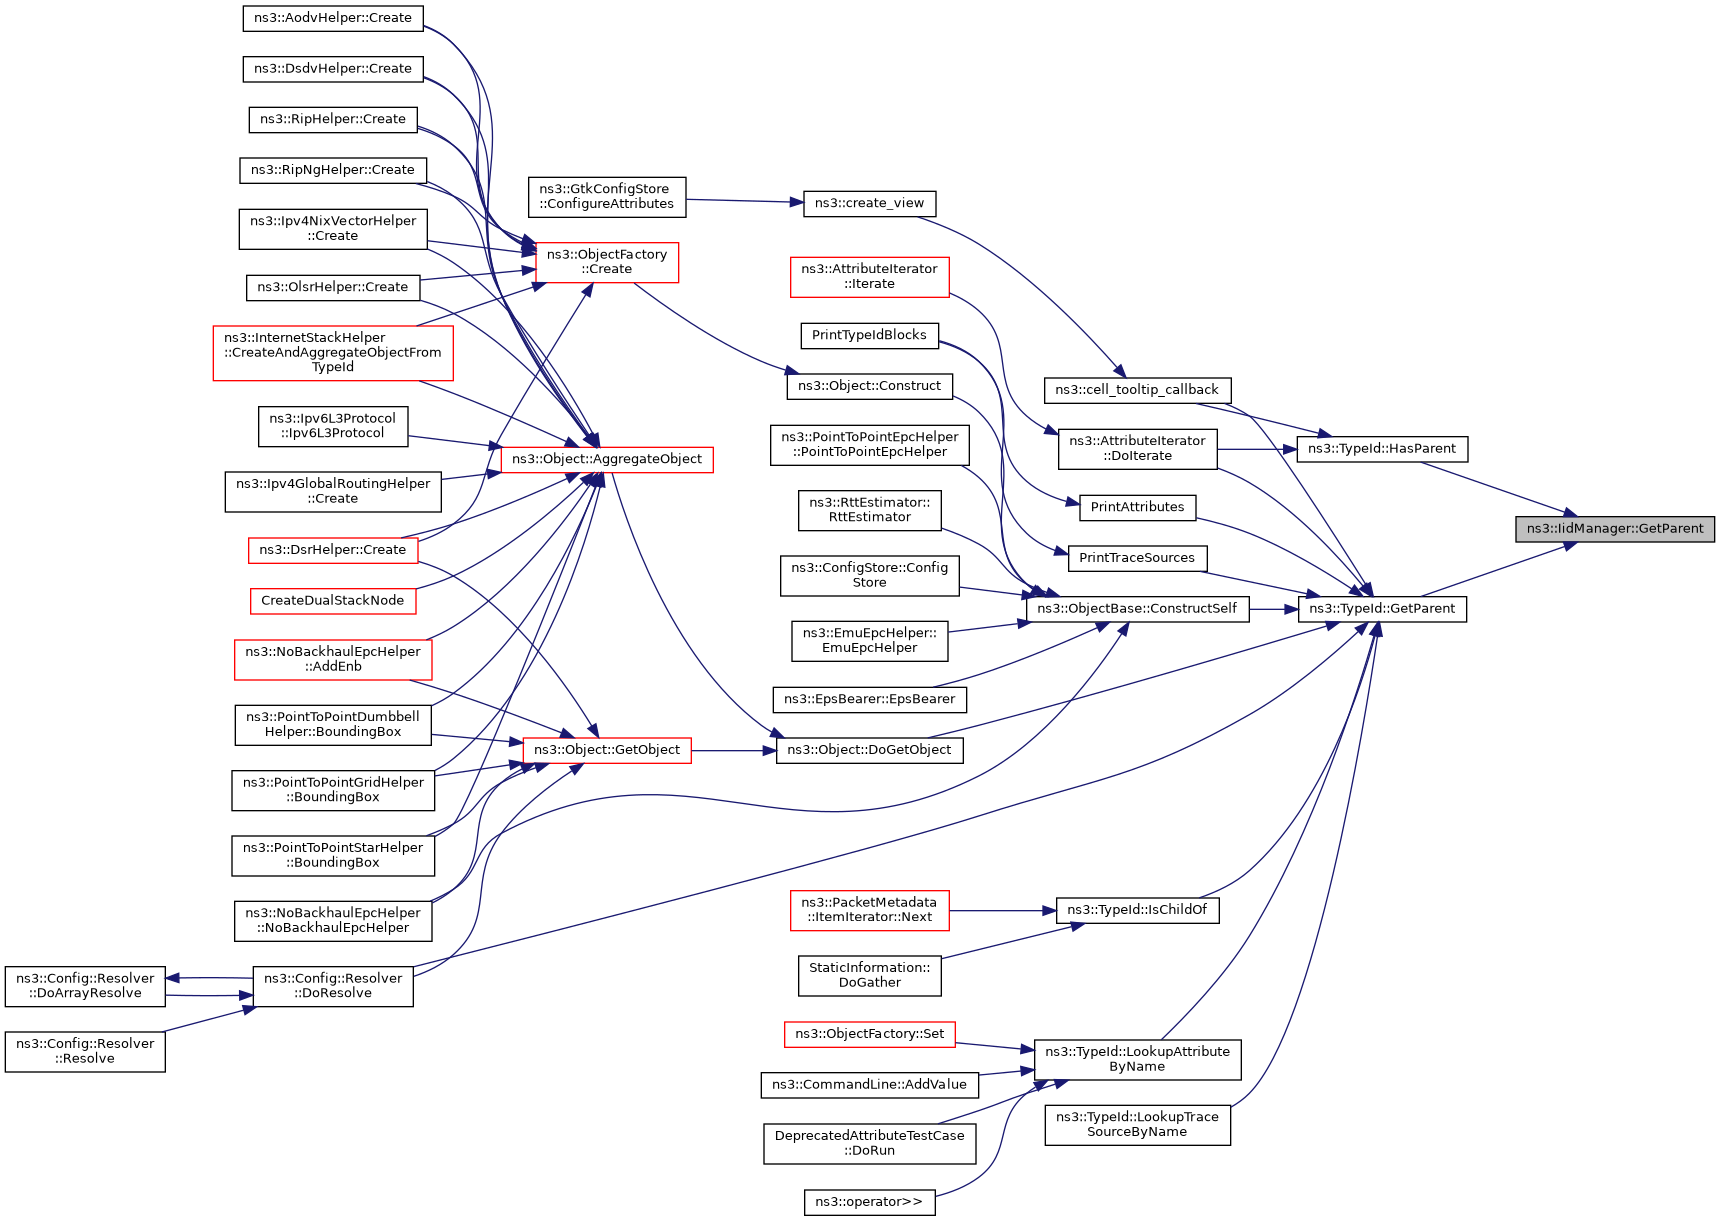 ns3::AodvHelper::Create
ns3::DsdvHelper::Create
ns3::RipHelper::Create
ns3::RipNgHelper::Create
ns3::Ipv4NixVectorHelper
::Create
ns3::OlsrHelper::Create
ns3::InternetStackHelper
::CreateAndAggregateObjectFrom
TypeId
ns3::Ipv6L3Protocol
::Ipv6L3Protocol
ns3::Ipv4GlobalRoutingHelper
::Create
ns3::DsrHelper::Create
CreateDualStackNode
ns3::NoBackhaulEpcHelper
::AddEnb
ns3::PointToPointDumbbell
Helper::BoundingBox
ns3::PointToPointGridHelper
::BoundingBox
ns3::PointToPointStarHelper
::BoundingBox
ns3::NoBackhaulEpcHelper
::NoBackhaulEpcHelper
ns3::Config::Resolver
::DoArrayResolve
ns3::Config::Resolver
::DoResolve
ns3::Config::Resolver
::Resolve
ns3::GtkConfigStore
::ConfigureAttributes
ns3::ObjectFactory
::Create
ns3::Object::AggregateObject
ns3::Object::GetObject
ns3::create_view
ns3::AttributeIterator
::Iterate
PrintTypeIdBlocks
ns3::Object::Construct
ns3::PointToPointEpcHelper
::PointToPointEpcHelper
ns3::RttEstimator::
RttEstimator
ns3::ConfigStore::Config
Store
ns3::EmuEpcHelper::
EmuEpcHelper
ns3::EpsBearer::EpsBearer
ns3::Object::DoGetObject
ns3::PacketMetadata
::ItemIterator::Next
StaticInformation::
DoGather
ns3::ObjectFactory::Set
ns3::CommandLine::AddValue
DeprecatedAttributeTestCase
::DoRun
ns3::operator>>
ns3::cell_tooltip_callback
ns3::AttributeIterator
::DoIterate
PrintAttributes
PrintTraceSources
ns3::ObjectBase::ConstructSelf
ns3::TypeId::IsChildOf
ns3::TypeId::LookupAttribute
ByName
ns3::TypeId::LookupTrace
SourceByName
ns3::TypeId::HasParent
ns3::TypeId::GetParent
ns3::IidManager::GetParent